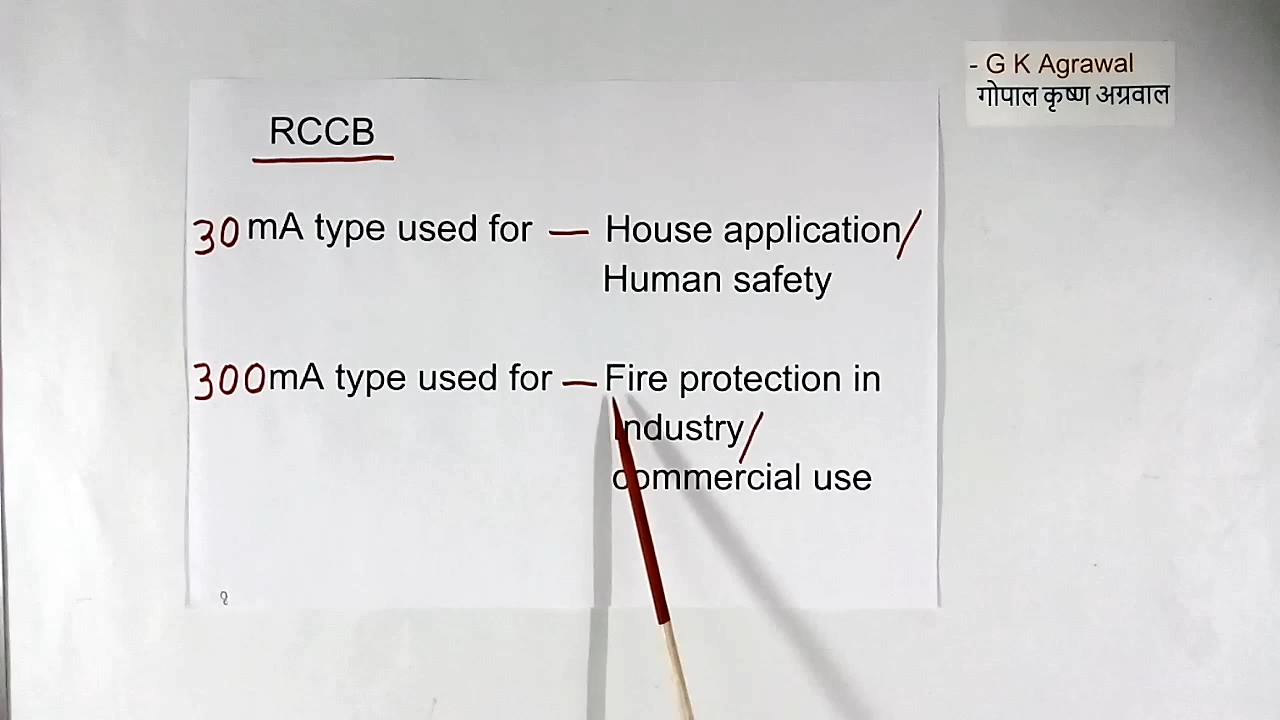 - G K Agrawal
गोपाल कृष्ण अग्रवाल
RCCB
30 mA type used for — House application/
Human safety
300mA type used for — Fire protection in
industry/
commercial use
8